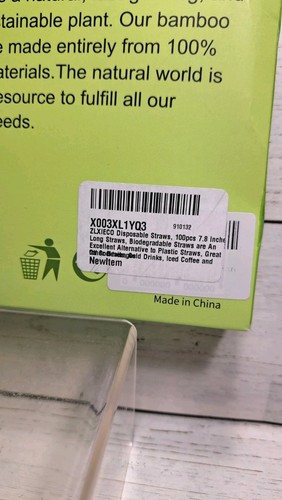 stainable plant. Our bamboo
e made entirely from 100%
aterials.The natural world is
esource to fulfill all our
eeds.
X003XL1YQ3
910132
ZLXIECO Disposable Straws, 100pcs 7.8 Inche
Long Straws, Biodegradable Straws are An
Excellent Alternative to Plastic Straws, Great
Cold Drinks, Iced Coffee and
NewItem
Made in China